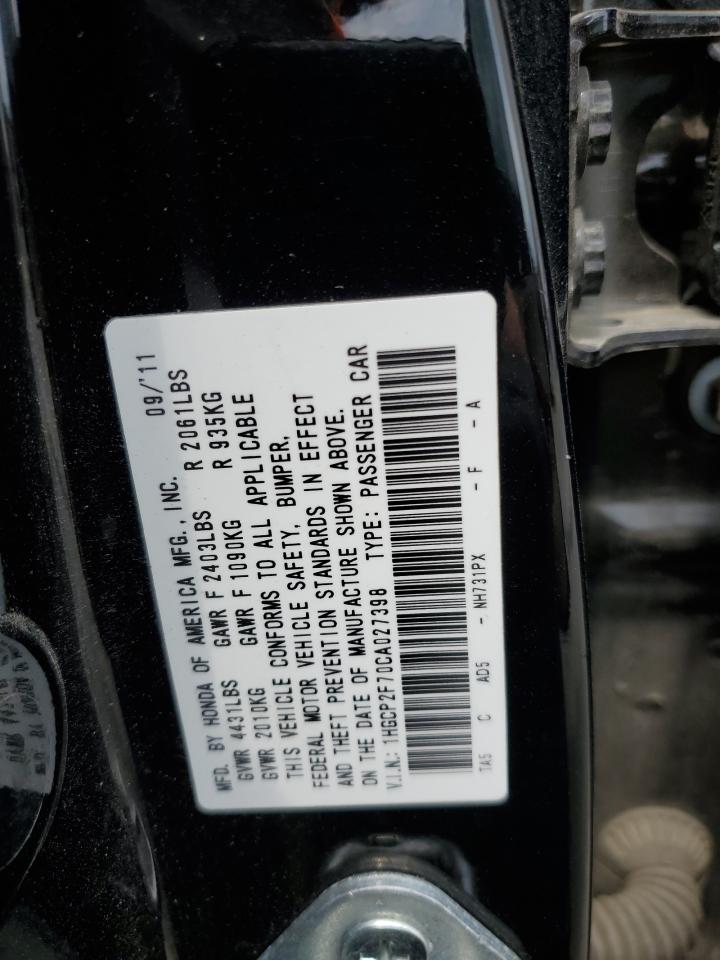 MFD. BY HONDA OF AMERICA MFG., INC. 09/'11
GVWR 4431LBS GAWR F 2403LBS R 2061LBS
GVWR 2010KG GAWR F 1090KG R 935KG
THIS VEHICLE CONFORMS TO ALL APPLICABLE
FEDERAL MOTOR VEHICLE SAFETY, BUMPER,
AND THEFT PREVENTION STANDARDS IN EFFECT
ON THE DATE OF MANUFACTURE SHOWN ABOVE.
V.I.N.: 1HGCP2F70CA027398 TYPE: PASSENGER CAR
TA5 C AD5 - NH731PX - F - A